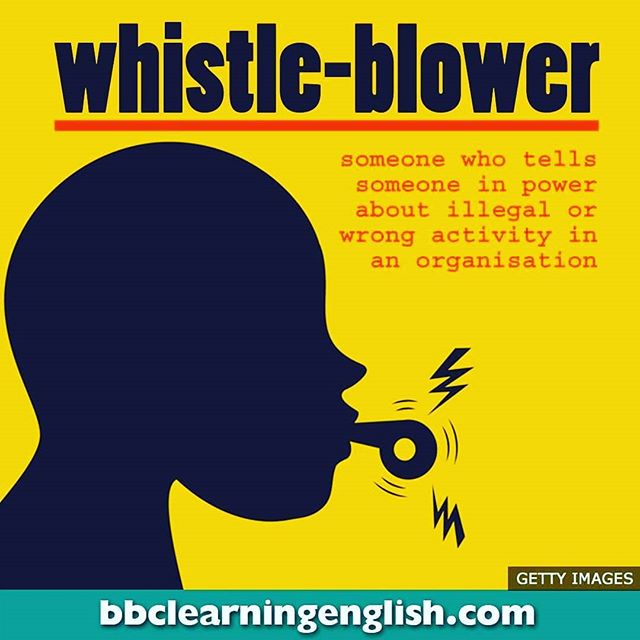 whistle-blower
someone who tells
someone in power
about illegal or
wrong activity in
an organisation
GETTY IMAGES
bbclearningenglish.com